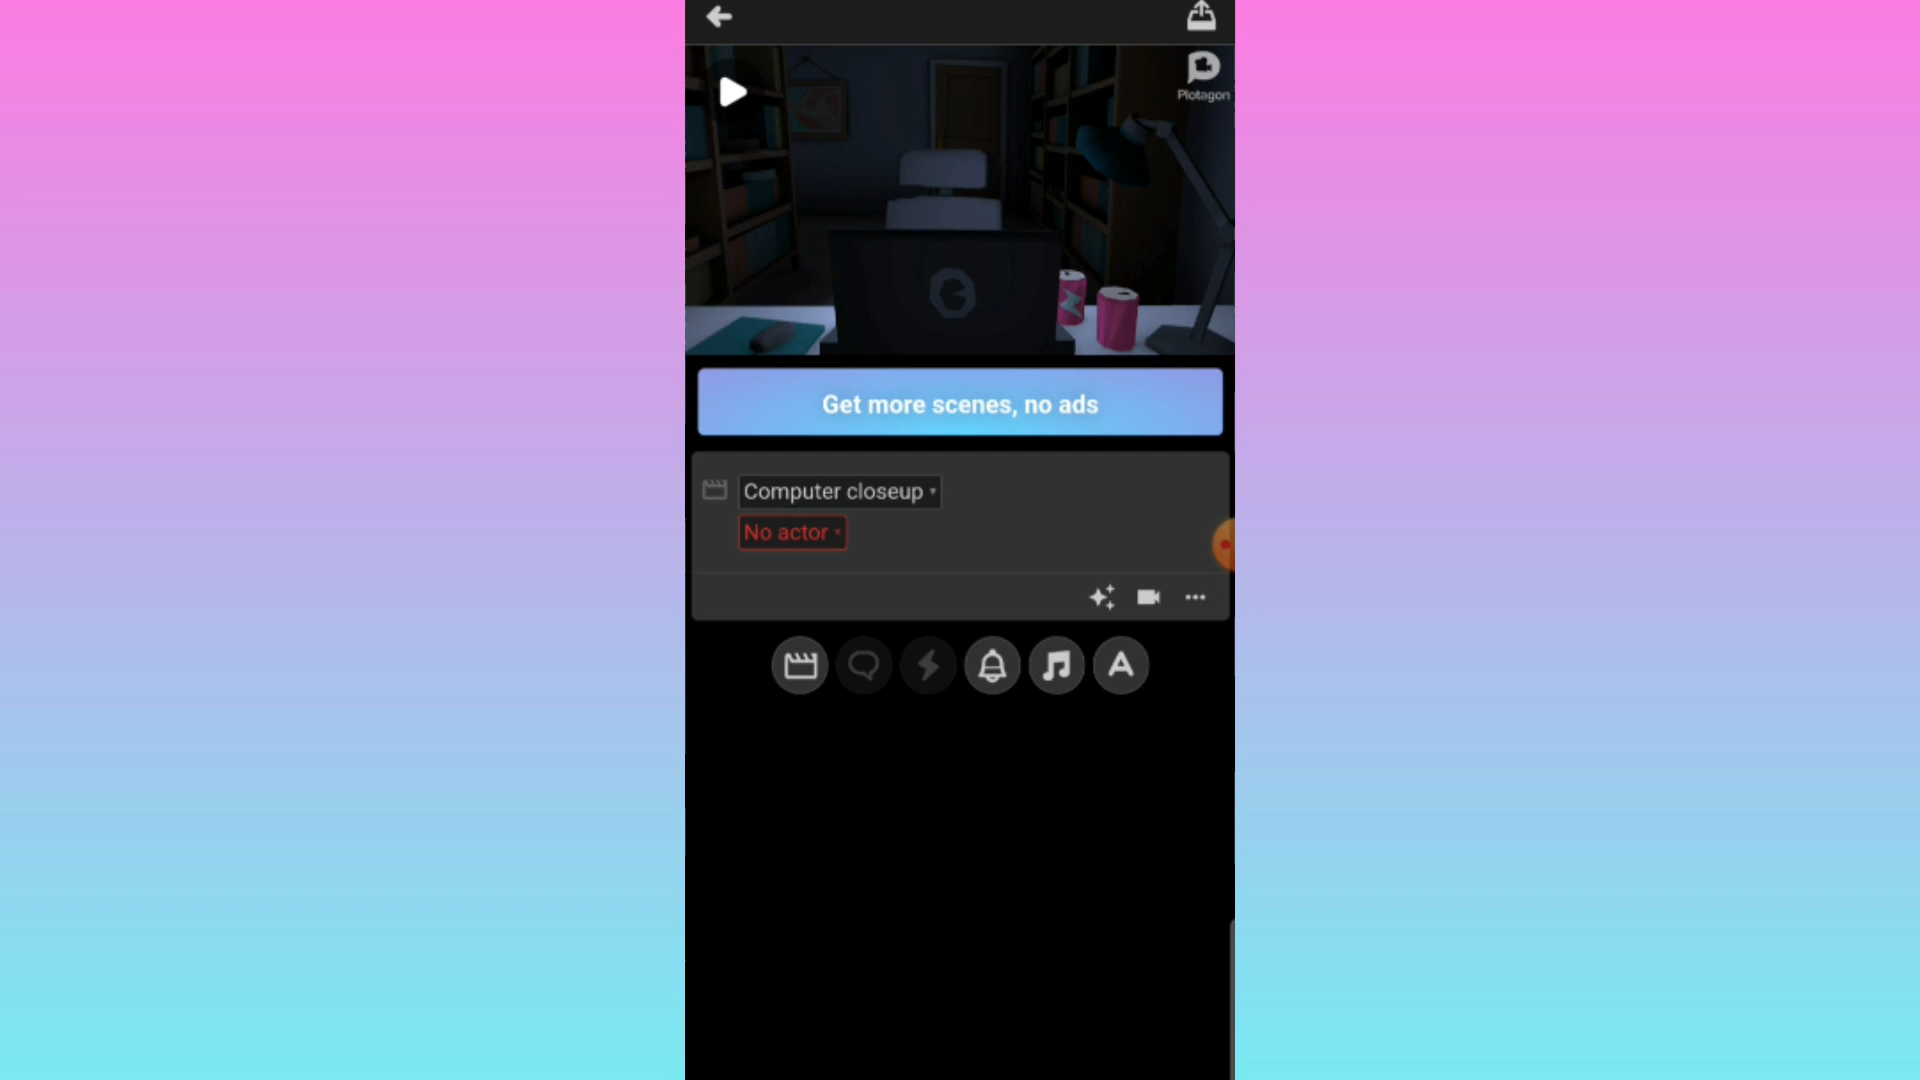 Plotagon
Get more scenes, no ads
Computer closeup
No actor